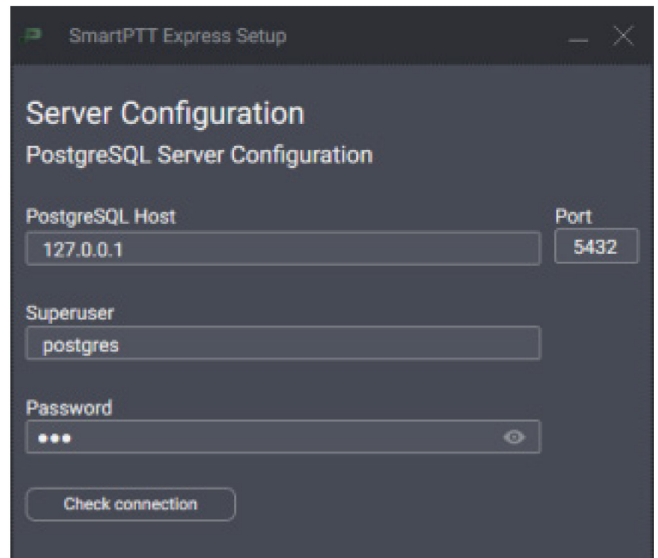 SmartPTT Express Setup
Server Configuration
PostgreSQL Server Configuration
PostgreSQL Host
Port
127.0.0.1
5432
Superuser
postgres
Password
•••
Check connection